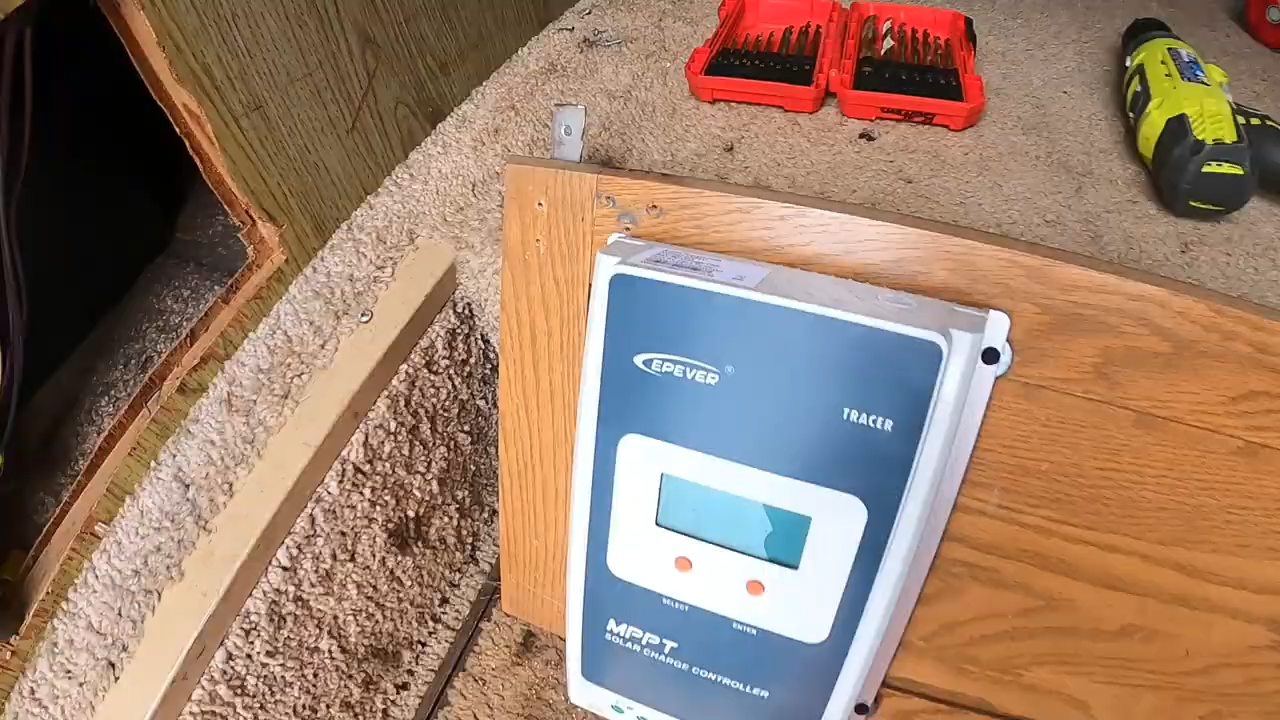 EPEVER ®
TRACER
SELECT
ENTER
MPPT
SOLAR CHARGE CONTROLLER